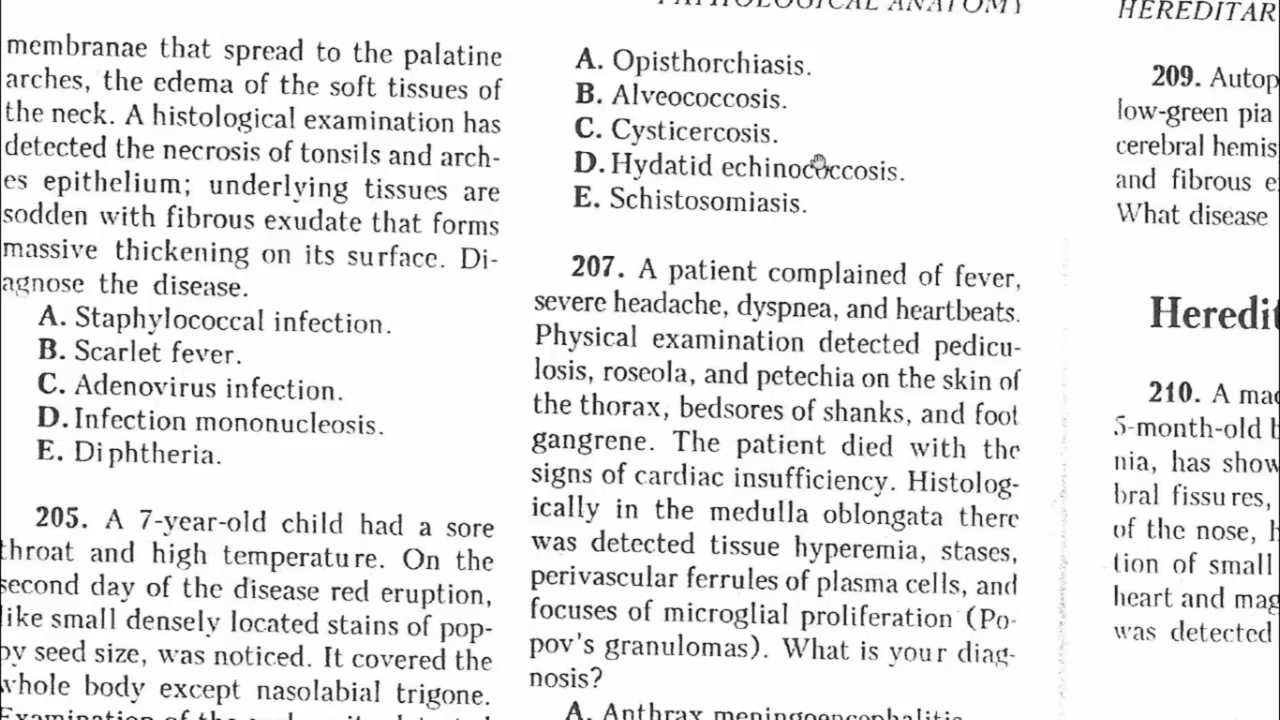 PATHOLOGICAL ANATOMY
HEREDITAR
membranae that spread to the palatine
arches, the edema of the soft tissues of
the neck. A histological examination has
detected the necrosis of tonsils and arch-
es epithelium; underlying tissues are
sodden with fibrous exudate that forms
massive thickening on its surface. Di-
agnose the disease.
A. Staphylococcal infection.
B. Scarlet fever.
C. Adenovirus infection.
D. Infection mononucleosis.
E. Diphtheria.
205. A 7-year-old child had a sore
throat and high temperature. On the
second day of the disease red eruption,
like small densely located stains of pop-
py seed size, was noticed. It covered the
whole body except nasolabial trigone.
Examination of the
A. Opisthorchiasis.
B. Alveococcosis.
C. Cysticercosis.
D. Hydatid echinococcosis.
E. Schistosomiasis.
207. A patient complained of fever,
severe headache, dyspnea, and heartbeats.
Physical examination detected pedicu-
losis, roseola, and petechia on the skin of
the thorax, bedsores of shanks, and foot
gangrene. The patient died with the
signs of cardiac insufficiency. Histolog-
ically in the medulla oblongata there
was detected tissue hyperemia, stases,
perivascular ferrules of plasma cells, and
focuses of microglial proliferation (Po-
pov's granulomas). What is your diag-
nosis?
A. Anthrax meningoencephalitis
209. Autop
low-green pia
cerebral hemis
and fibrous e
What disease
Heredit
210. A mac
5-month-old b
nia, has show
bral fissures,
of the nose, h
tion of small
heart and mag
was detected